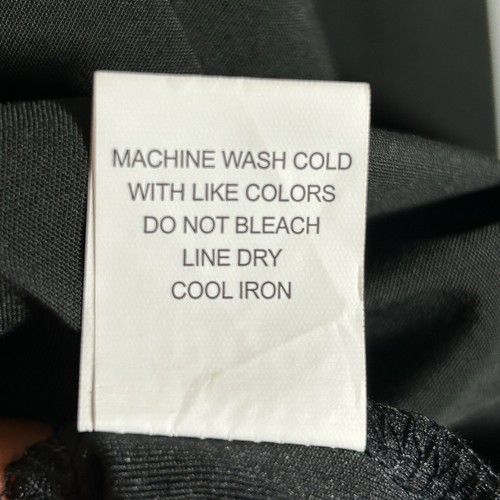 MACHINE WASH COLD
WITH LIKE COLORS
DO NOT BLEACH
LINE DRY
COOL IRON